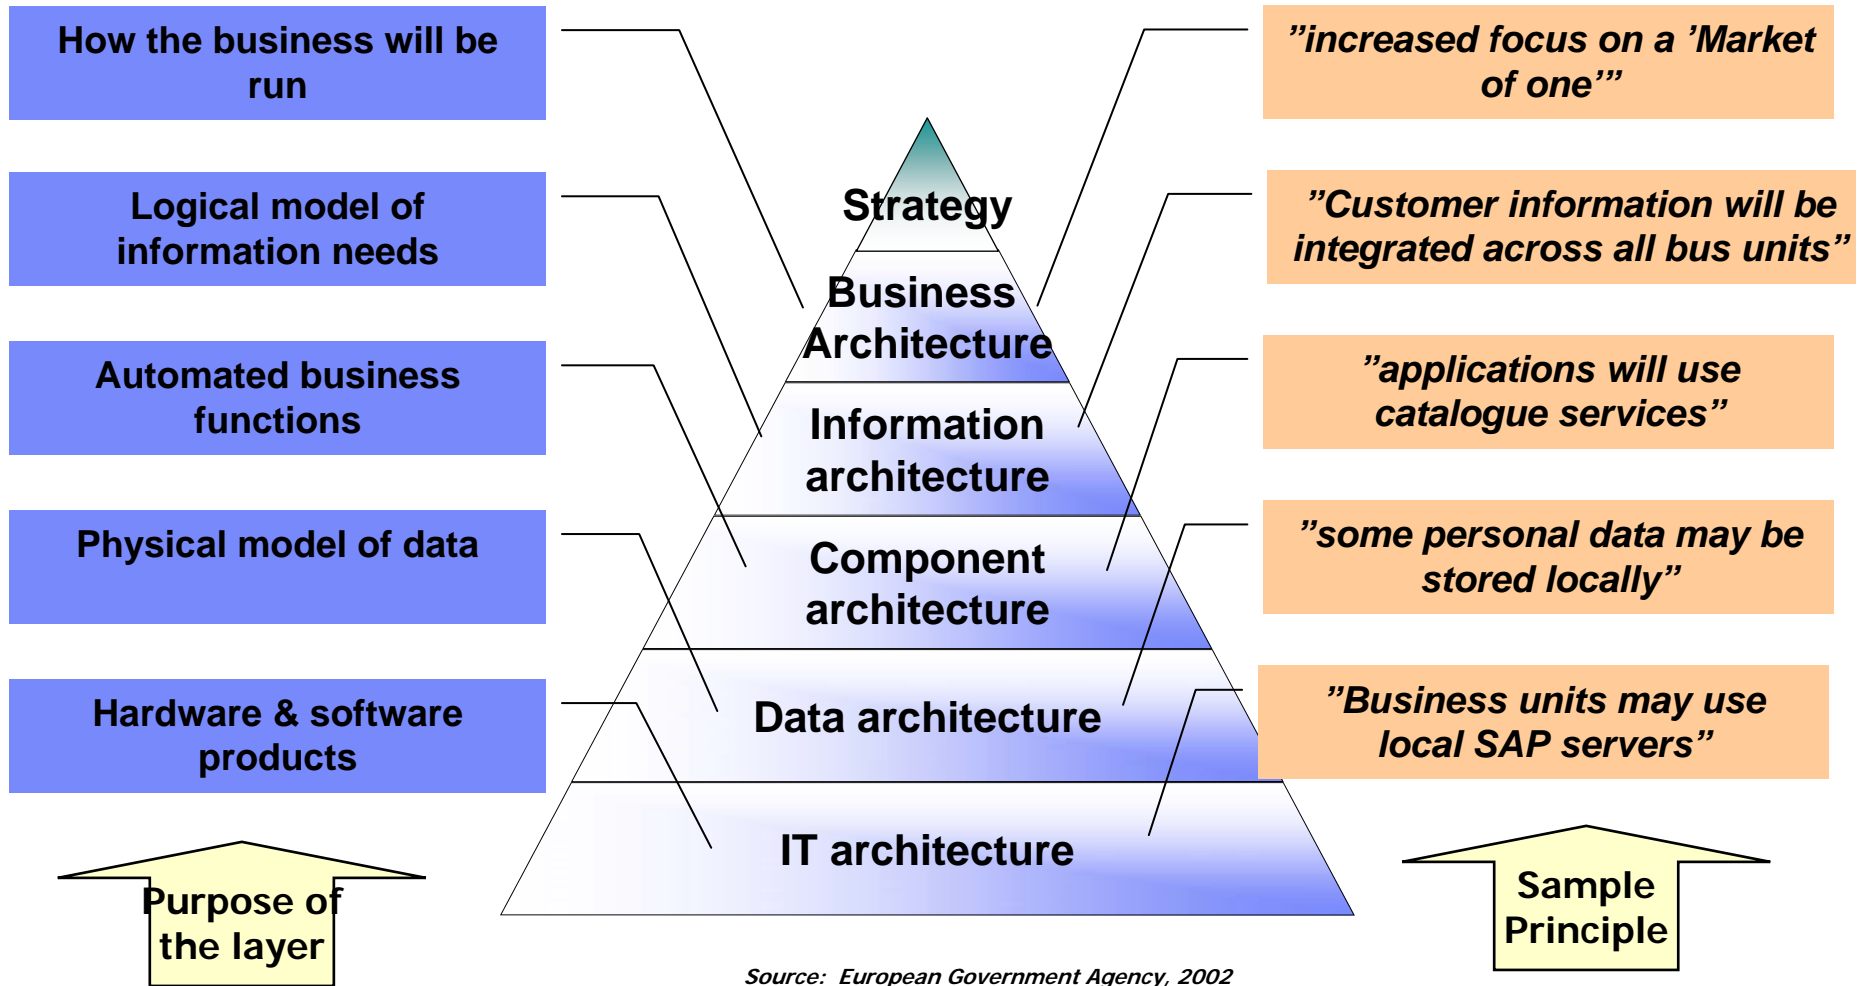 How the business will be
run
Logical model of
information needs
Automated business
functions
Physical model of data
Hardware & software
products
Purpose of
the layer
Strategy
Business
Architecture
Information
architecture
Component
architecture
Data architecture
IT architecture
”increased focus on a ’Market
of one’”
”Customer information will be
integrated across all bus units”
”applications will use
catalogue services”
”some personal data may be
stored locally”
”Business units may use
local SAP servers”
Sample
Principle
Source: European Government Agency, 2002